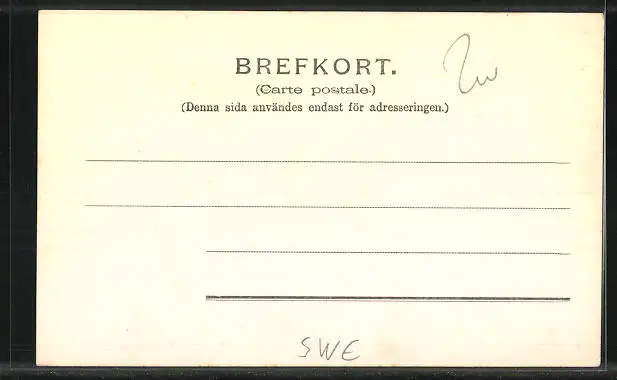 BREFKORT.
(Carte postale.)
(Denna sida användes endast för adresseringen.)
SWE